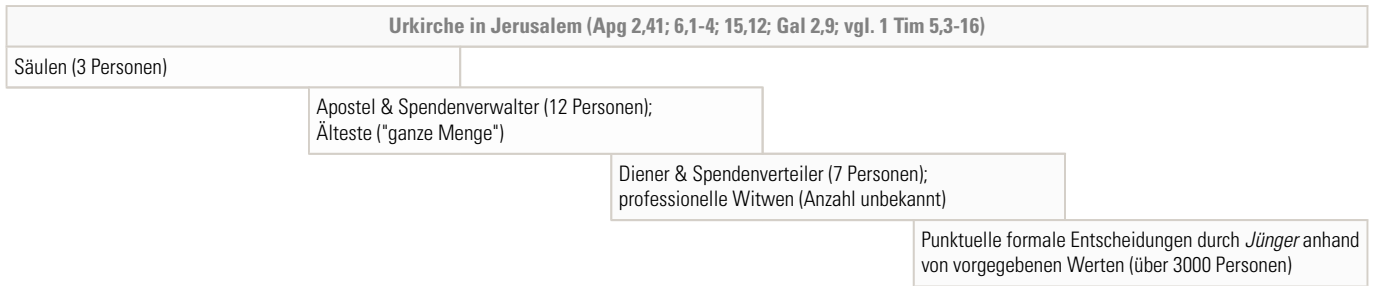 Urkirche in Jerusalem (Apg 2,41; 6,1-4; 15,12; Gal 2,9; vgl. 1 Tim 5,3-16)
Säulen (3 Personen)
Apostel & Spendenverwalter (12 Personen);
Älteste ("ganze Menge")
Diener & Spendenverteiler (7 Personen);
professionelle Witwen (Anzahl unbekannt)
Punktuelle formale Entscheidungen durch Jünger anhand
von vorgegebenen Werten (über 3000 Personen)